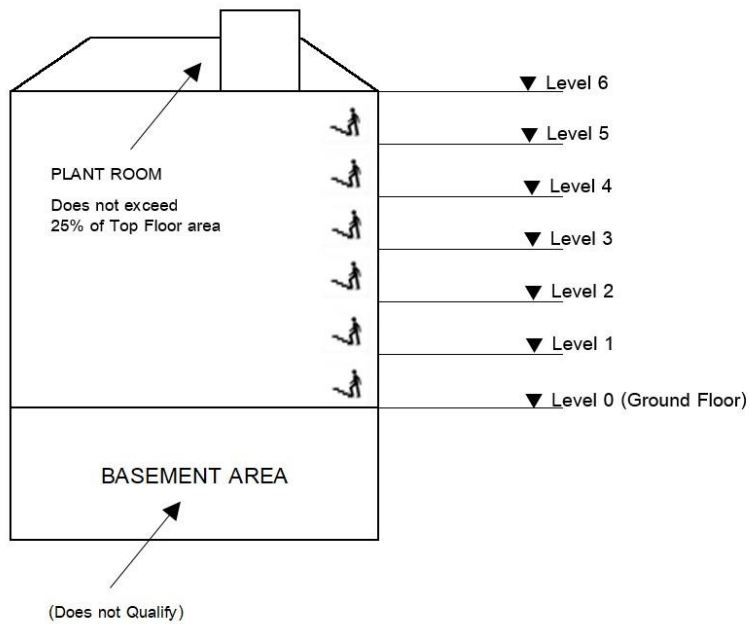 Level 6
Level 5
PLANT ROOM
Does not exceed
25% of Top Floor area
Level 4
Level 3
Level 2
Level 1
Level 0 (Ground Floor)
BASEMENT AREA
(Does not Qualify)